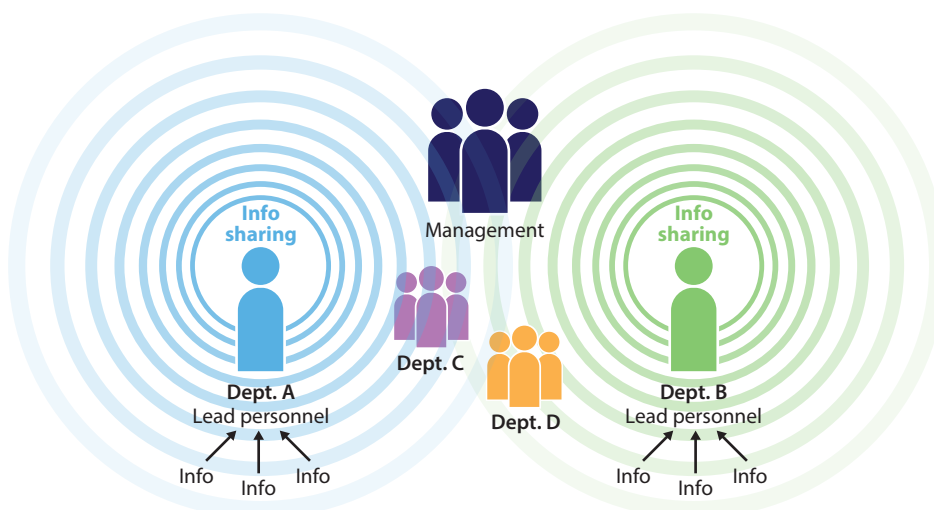 Info
sharing
Info
sharing
Management
Dept. C
Dept. A
Lead personnel
Dept. B
Lead personnel
Dept. D
Info
Info
Info
Info
Info
Info